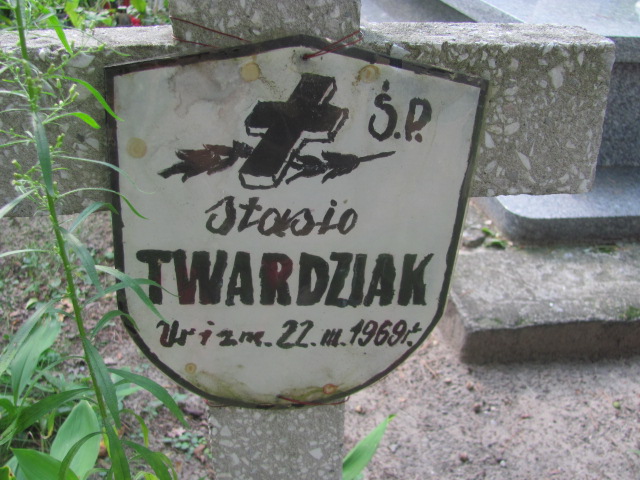 Ś.P.
Stasio
TWARDZIAK
Ur i zm. 22. III. 1969 r.